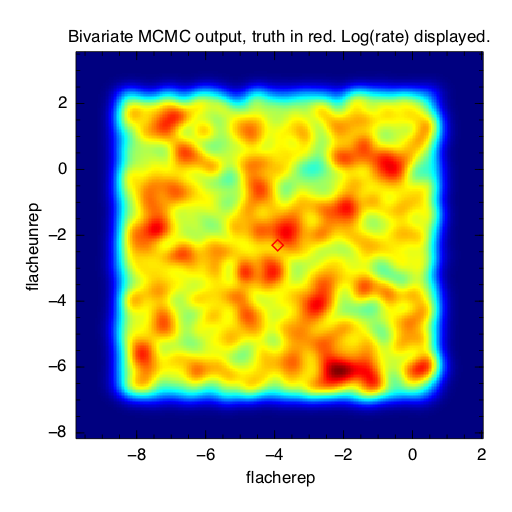 Bivariate MCMC output, truth in red. Log(rate) displayed.
2
0
−2
−4
−6
−8
flacheunrep
−8 −6 −4 −2 0 2
flacherep